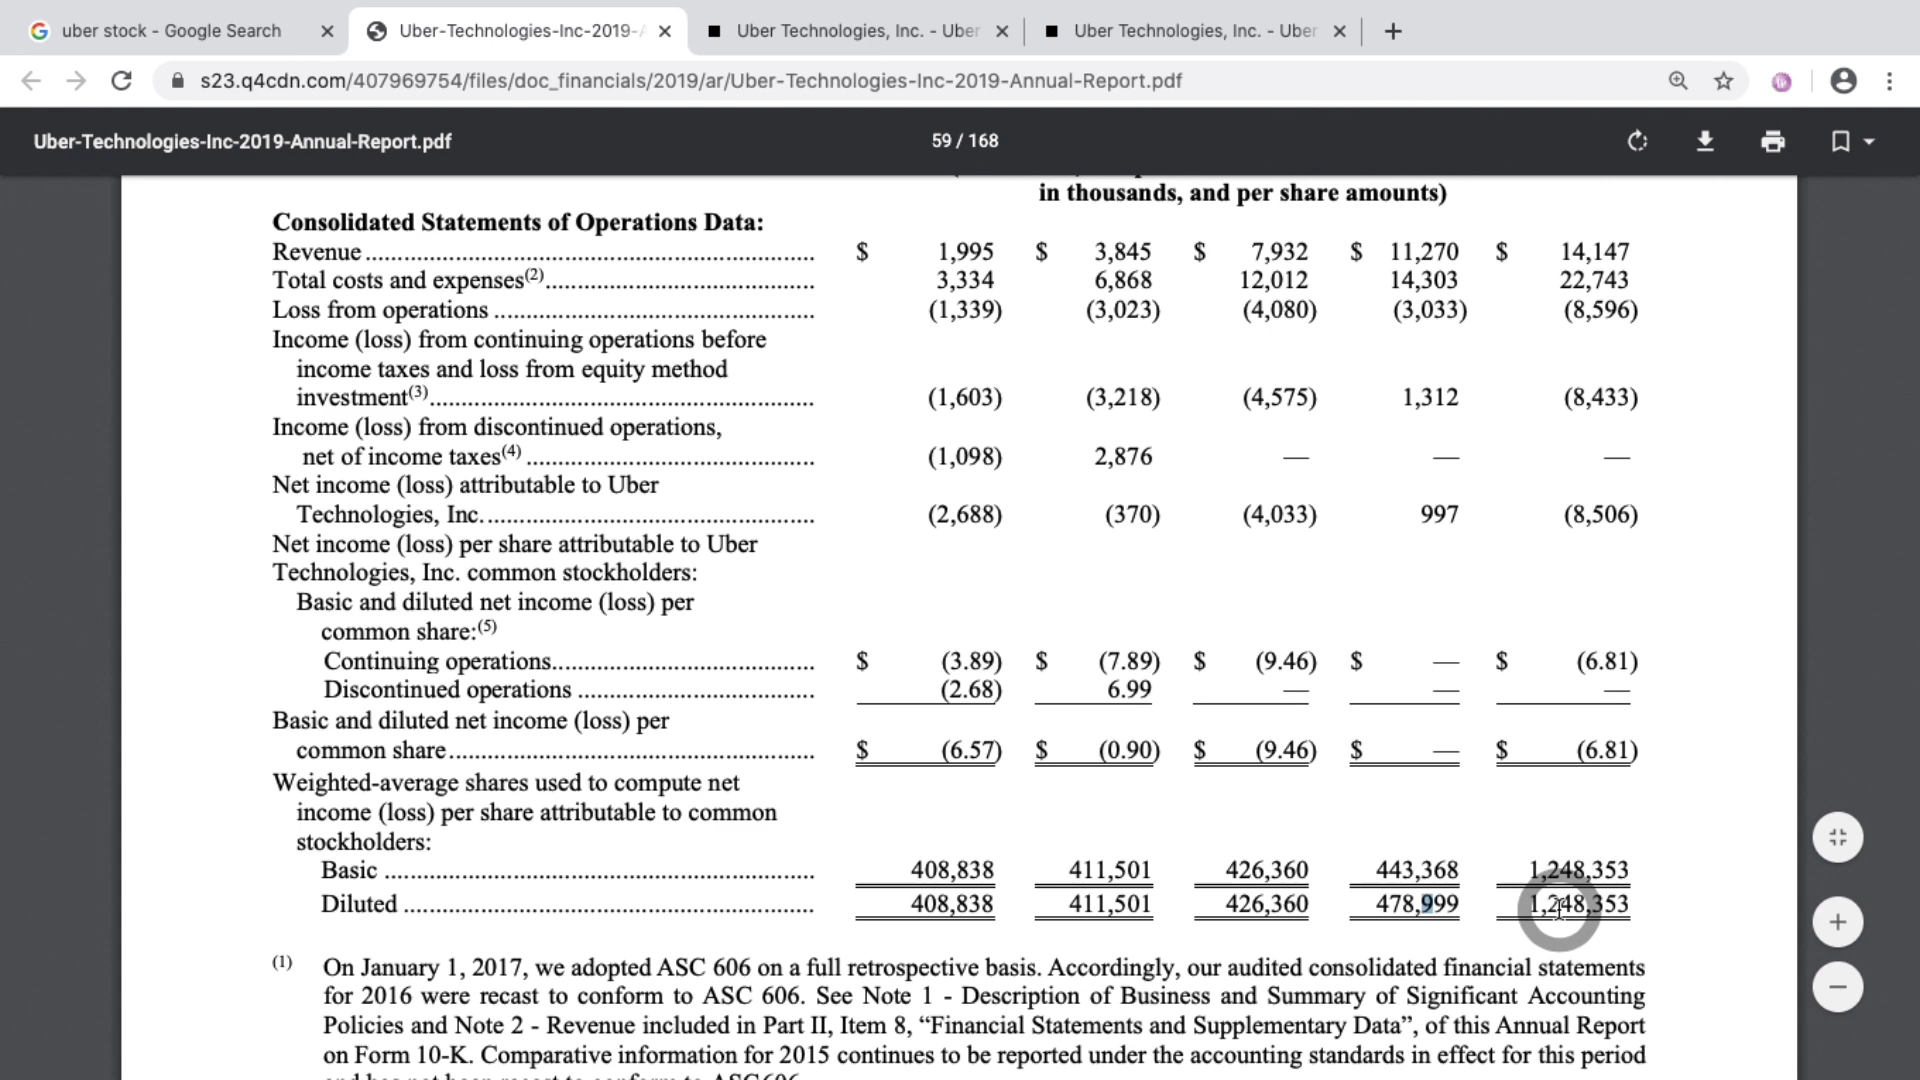 uber stock - Google Search
Uber-Technologies-Inc-2019-A
Uber Technologies, Inc. - Uber
Uber Technologies, Inc. - Uber
s23.q4cdn.com/407969754/files/doc_financials/2019/ar/Uber-Technologies-Inc-2019-Annual-Report.pdf
Uber-Technologies-Inc-2019-Annual-Report.pdf 59 / 168
in thousands, and per share amounts)
Consolidated Statements of Operations Data:
Revenue ........ $ 1,995 $ 3,845 $ 7,932 $ 11,270 $ 14,147
Total costs and expenses(2) ........ 3,334 6,868 12,012 14,303 22,743
Loss from operations ........ (1,339) (3,023) (4,080) (3,033) (8,596)
Income (loss) from continuing operations before
income taxes and loss from equity method
investment(3) ........ (1,603) (3,218) (4,575) 1,312 (8,433)
Income (loss) from discontinued operations,
net of income taxes(4) ........ (1,098) 2,876 — — —
Net income (loss) attributable to Uber
Technologies, Inc. ........ (2,688) (370) (4,033) 997 (8,506)
Net income (loss) per share attributable to Uber
Technologies, Inc. common stockholders:
Basic and diluted net income (loss) per
common share:(5)
Continuing operations ........ $ (3.89) $ (7.89) $ (9.46) $ — $ (6.81)
Discontinued operations ........ (2.68) 6.99 — — —
Basic and diluted net income (loss) per
common share ........ $ (6.57) $ (0.90) $ (9.46) $ — $ (6.81)
Weighted-average shares used to compute net
income (loss) per share attributable to common
stockholders:
Basic ........ 408,838 411,501 426,360 443,368 1,248,353
Diluted ........ 408,838 411,501 426,360 478,999 1,248,353
(1) On January 1, 2017, we adopted ASC 606 on a full retrospective basis. Accordingly, our audited consolidated financial statements
for 2016 were recast to conform to ASC 606. See Note 1 - Description of Business and Summary of Significant Accounting
Policies and Note 2 - Revenue included in Part II, Item 8, “Financial Statements and Supplementary Data”, of this Annual Report
on Form 10-K. Comparative information for 2015 continues to be reported under the accounting standards in effect for this period